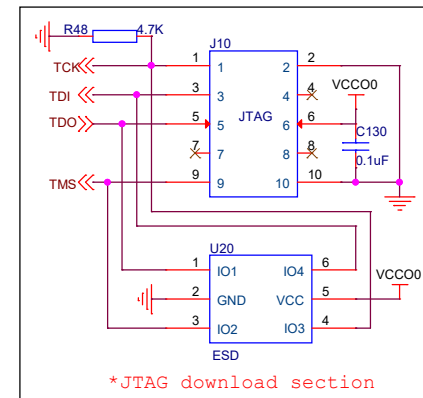 R48 4.7K
J10
TCK 1 1 2 2
VCCO0
TDI 3 3 4 4
JTAG
TDO 5 5 6 6
C130
7 7 8 8
0.1uF
TMS 9 9 10 10
U20
1 IO1 IO4 6
VCCO0
2 GND VCC 5
3 IO2 IO3 4
ESD
*JTAG download section